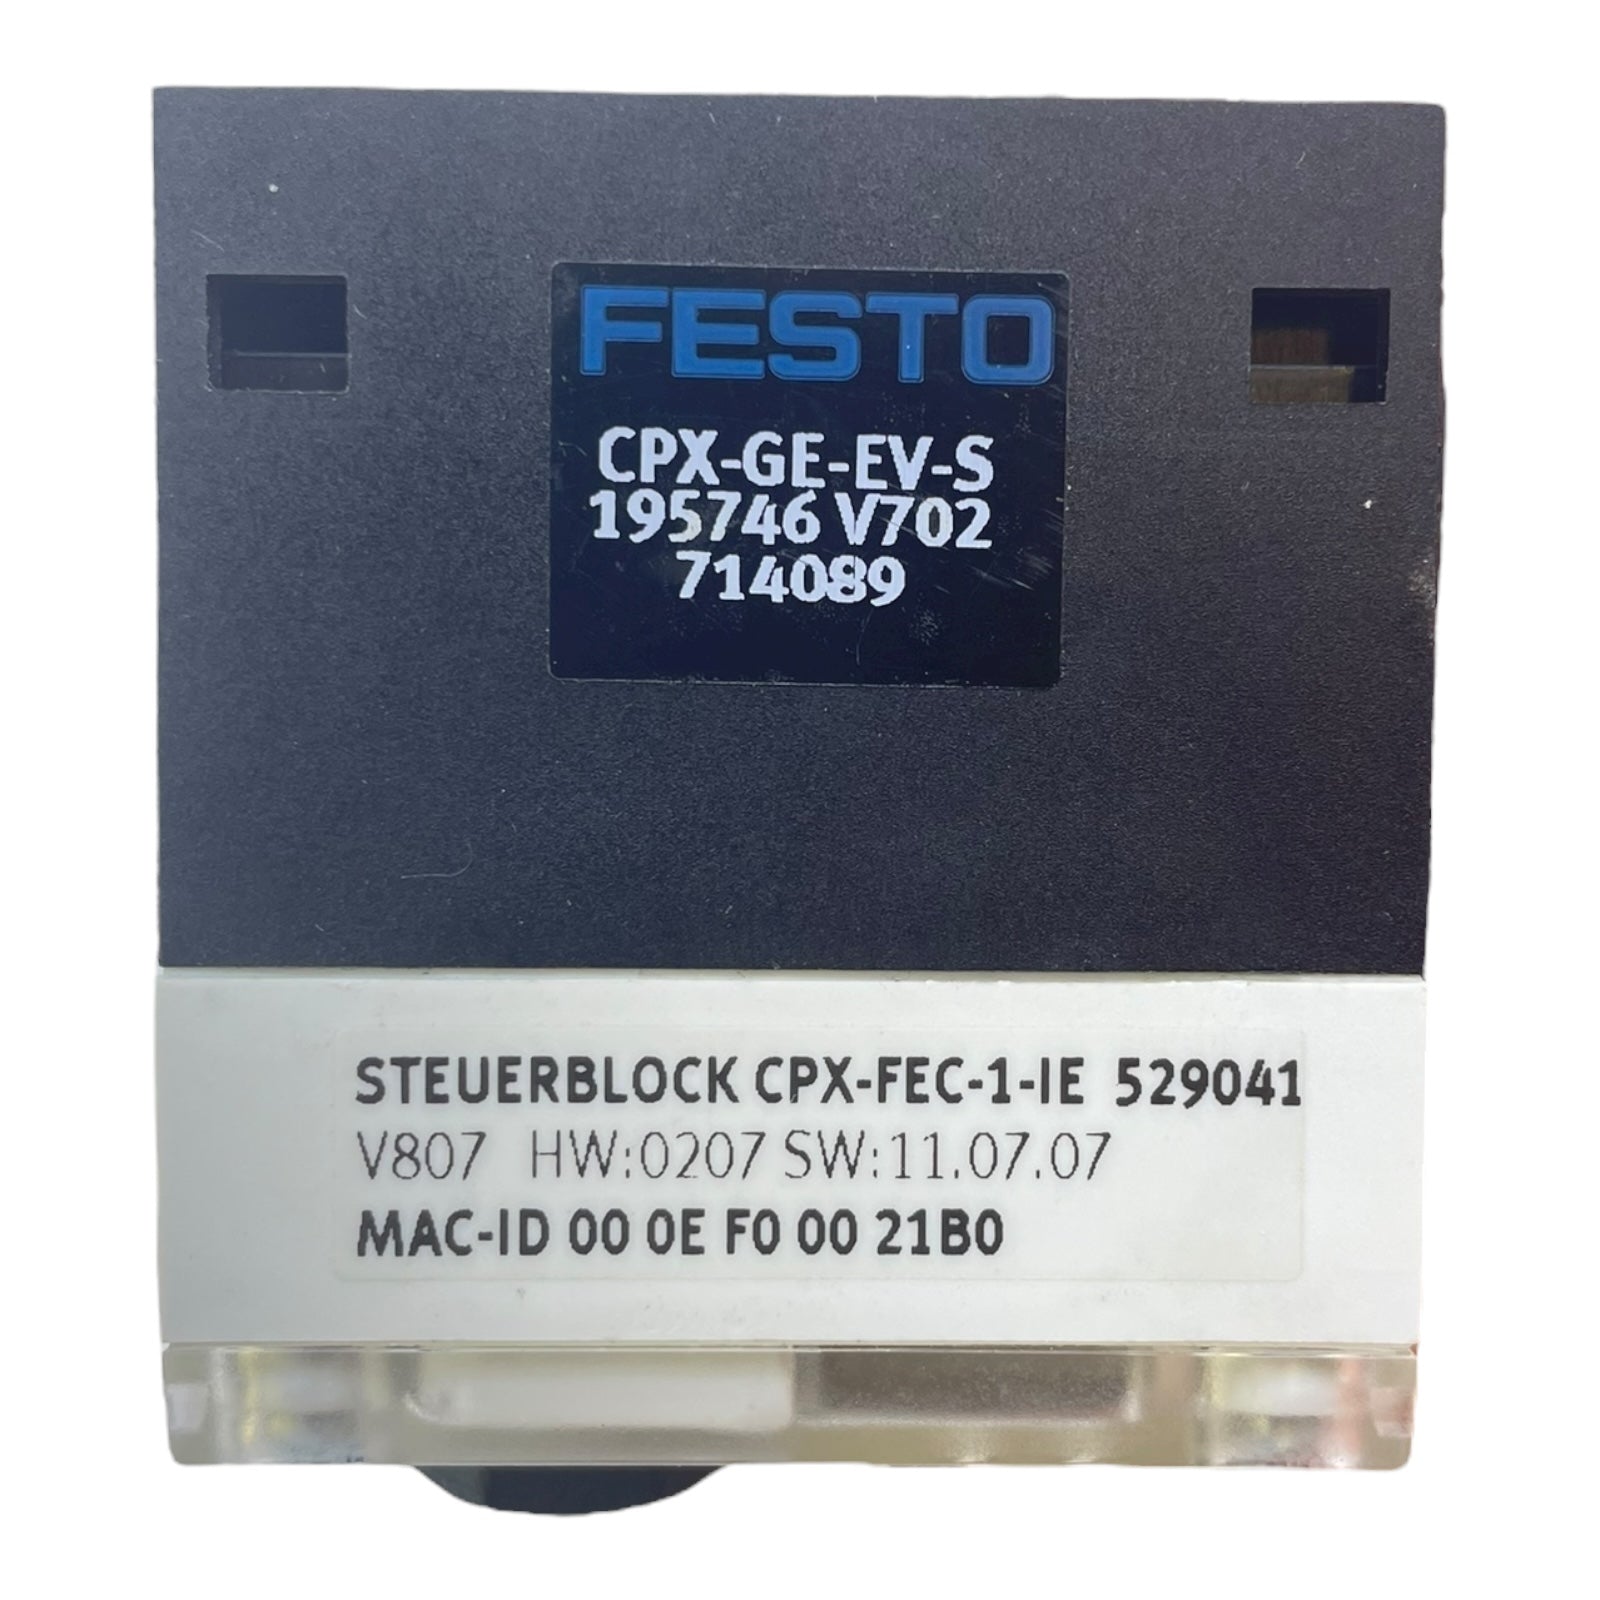 FESTO
CPX-GE-EV-S
195746 V702
714089
STEUERBLOCK CPX-FEC-1-IE 529041
V807 HW:0207 SW:11.07.07
MAC-ID 00 0E F0 00 21B0